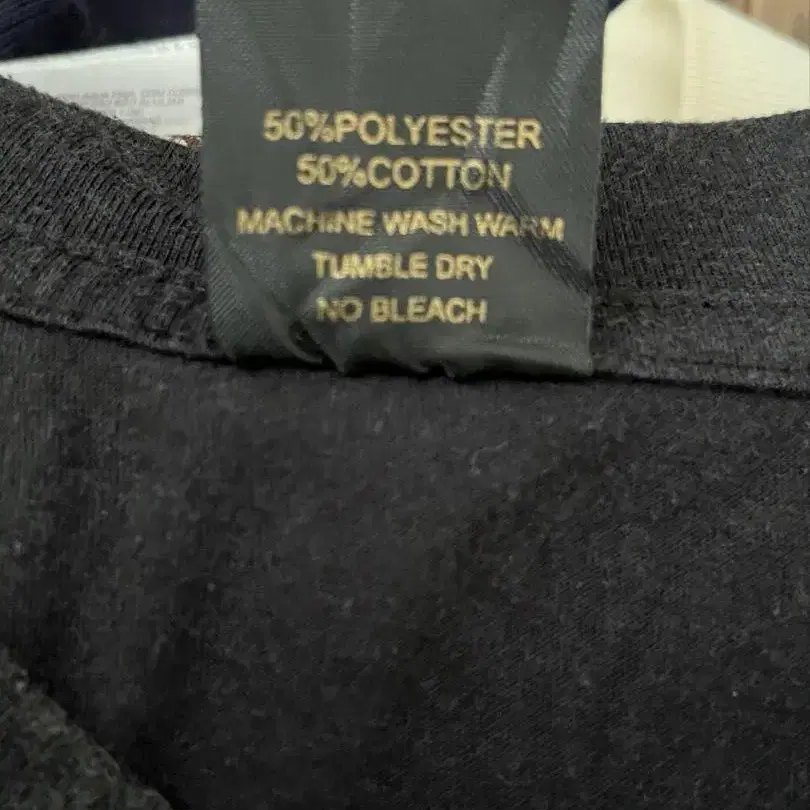 50%POLYESTER
50%COTTON
MACHINE WASH WARM
TUMBLE DRY
NO BLEACH